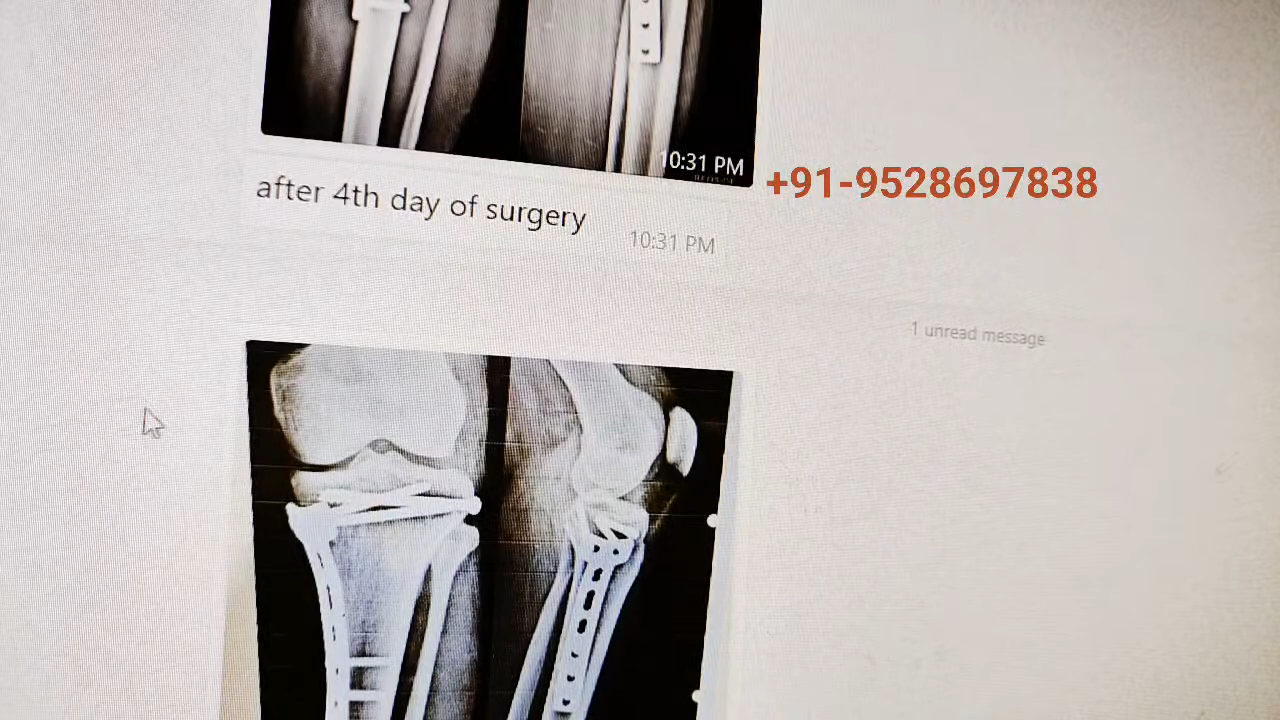 10:31 PM
+91-9528697838
after 4th day of surgery
10:31 PM
1 unread message